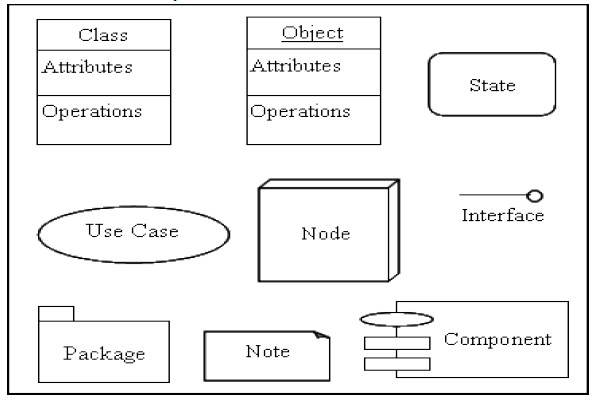 Class
Attributes
Operations
Object
Attributes
Operations
State
Use Case
Node
Interface
Package
Note
Component